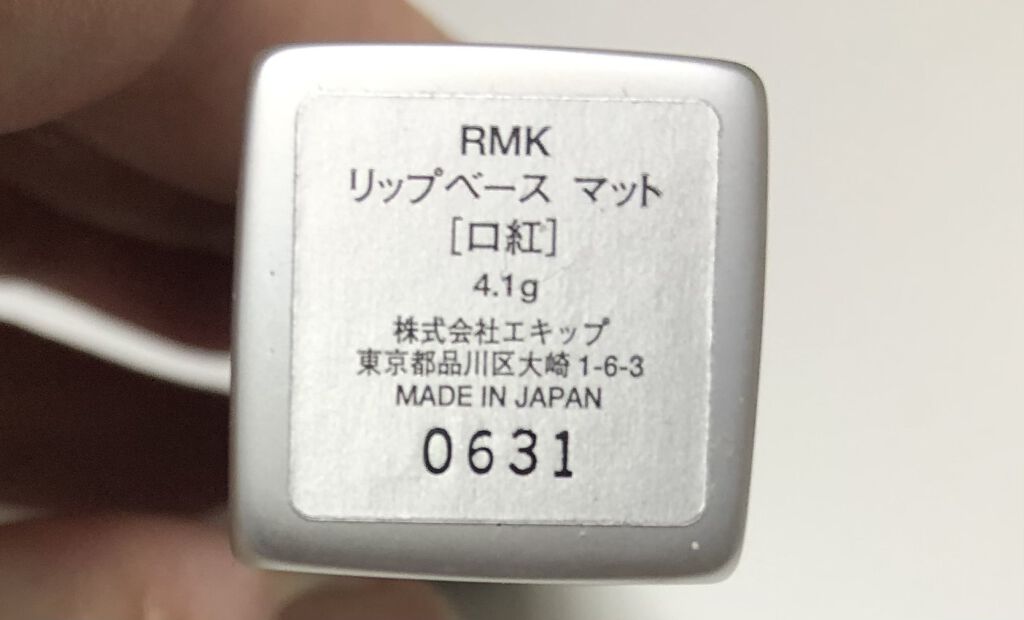 RMK
リップベース マット
[口紅]
4.1g
株式会社エキップ
東京都品川区大崎1-6-3
MADE IN JAPAN
0631